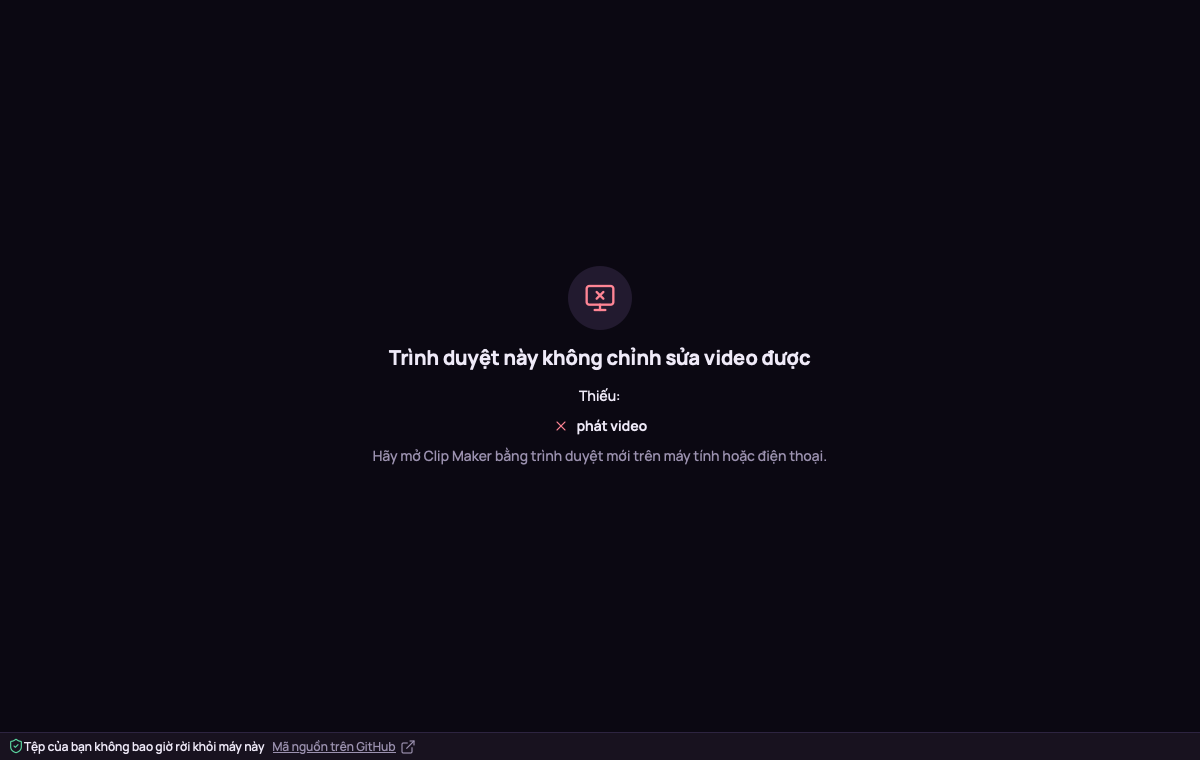 Trình duyệt này không chỉnh sửa video được
Thiếu:
phát video
Hãy mở Clip Maker bằng trình duyệt mới trên máy tính hoặc điện thoại.
Tệp của bạn không bao giờ rời khỏi máy này Mã nguồn trên GitHub